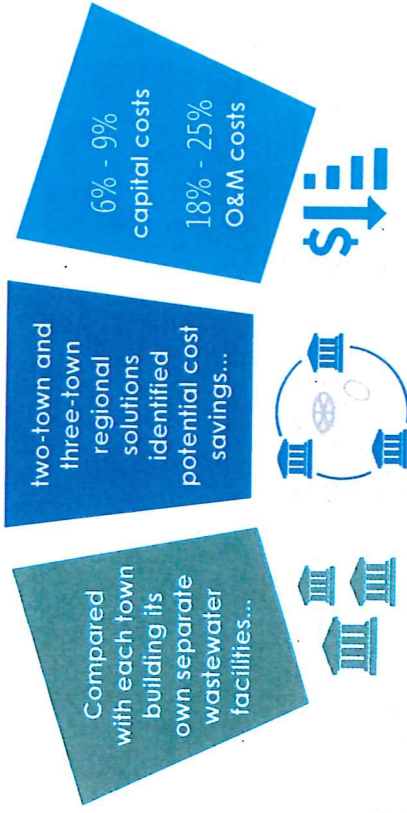 Compared
with each town
building its
own separate
wastewater
facilities...
two-town and
three-town
regional
solutions
identified
potential cost
savings...
6% - 9%
capital costs
18% - 25%
O&M costs
$